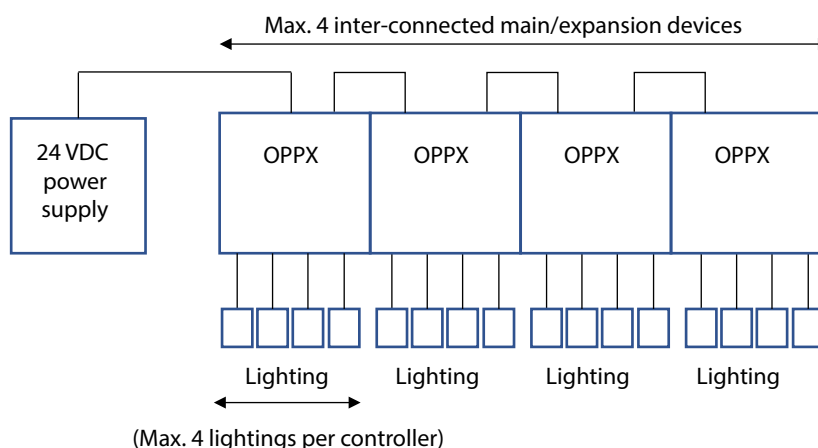 Max. 4 inter-connected main/expansion devices
24 VDC
power
supply
OPPX
OPPX
OPPX
OPPX
Lighting
Lighting
Lighting
Lighting
(Max. 4 lightings per controller)